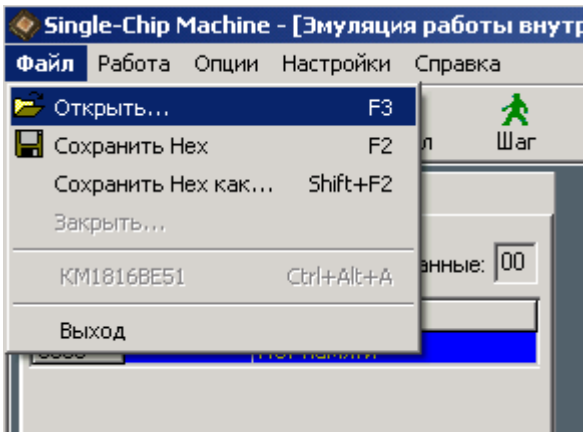 Single-Chip Machine - [Эмуляция работы внутр
Файл Работа Опции Настройки Справка
Открыть... F3
Шаг
Сохранить Hex F2
Сохранить Hex как... Shift+F2
Закрыть...
анные: 00
КМ1816ВЕ51 Ctrl+Alt+A
Выход